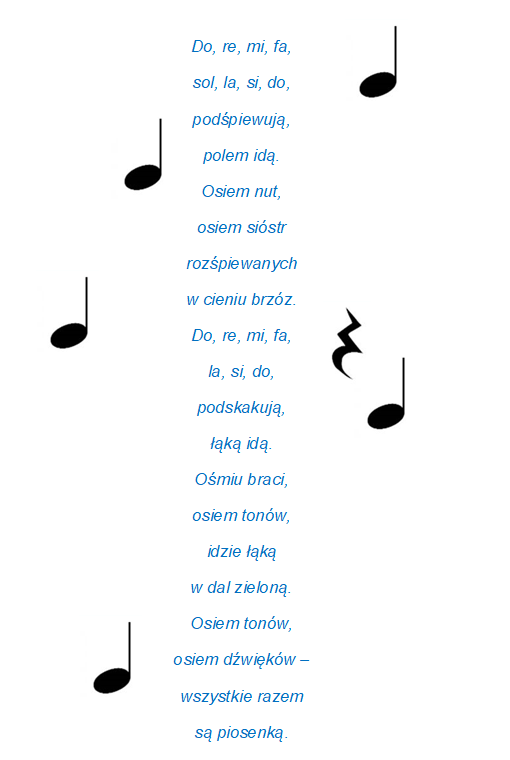 Do, re, mi, fa,
sol, la, si, do,
podśpiewują,
polem idą.
Osiem nut,
osiem sióstr
rozśpiewanych
w cieniu brzóz.
Do, re, mi, fa,
la, si, do,
podskakują,
łąką idą.
Ośmiu braci,
osiem tonów,
idzie łąką
w dal zieloną.
Osiem tonów,
osiem dźwięków –
wszystkie razem
są piosenką.